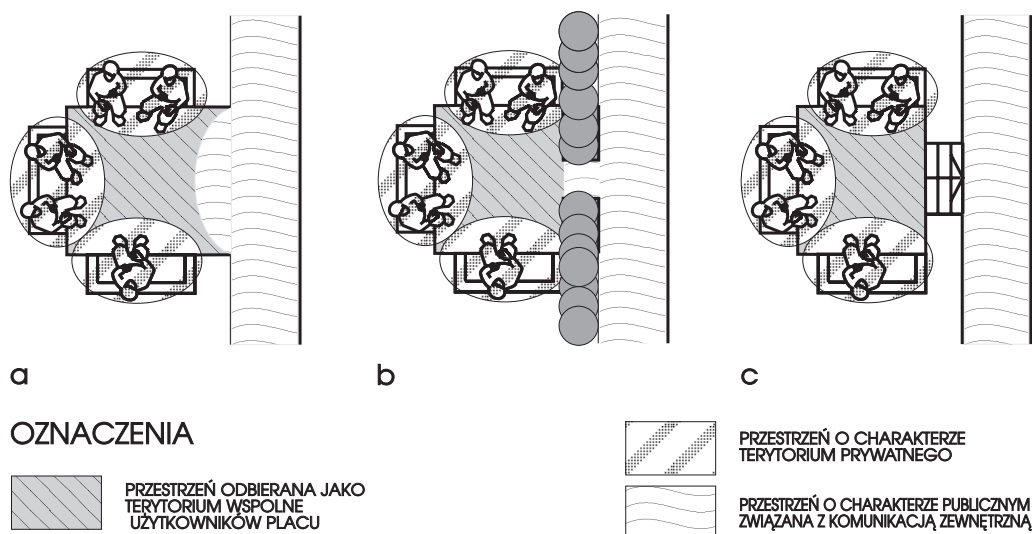 a
b
c
OZNACZENIA
PRZESTRZEŃ ODBIERANA JAKO
TERYTORIUM WSPOLNE
UŻYTKOWNIKÓW PLACU
PRZESTRZEŃ O CHARAKTERZE
TERYTORIUM PRYWATNEGO
PRZESTRZEŃ O CHARAKTERZE PUBLICZNYM
ZWIĄZANA Z KOMUNIKACJĄ ZEWNĘTRZNĄ